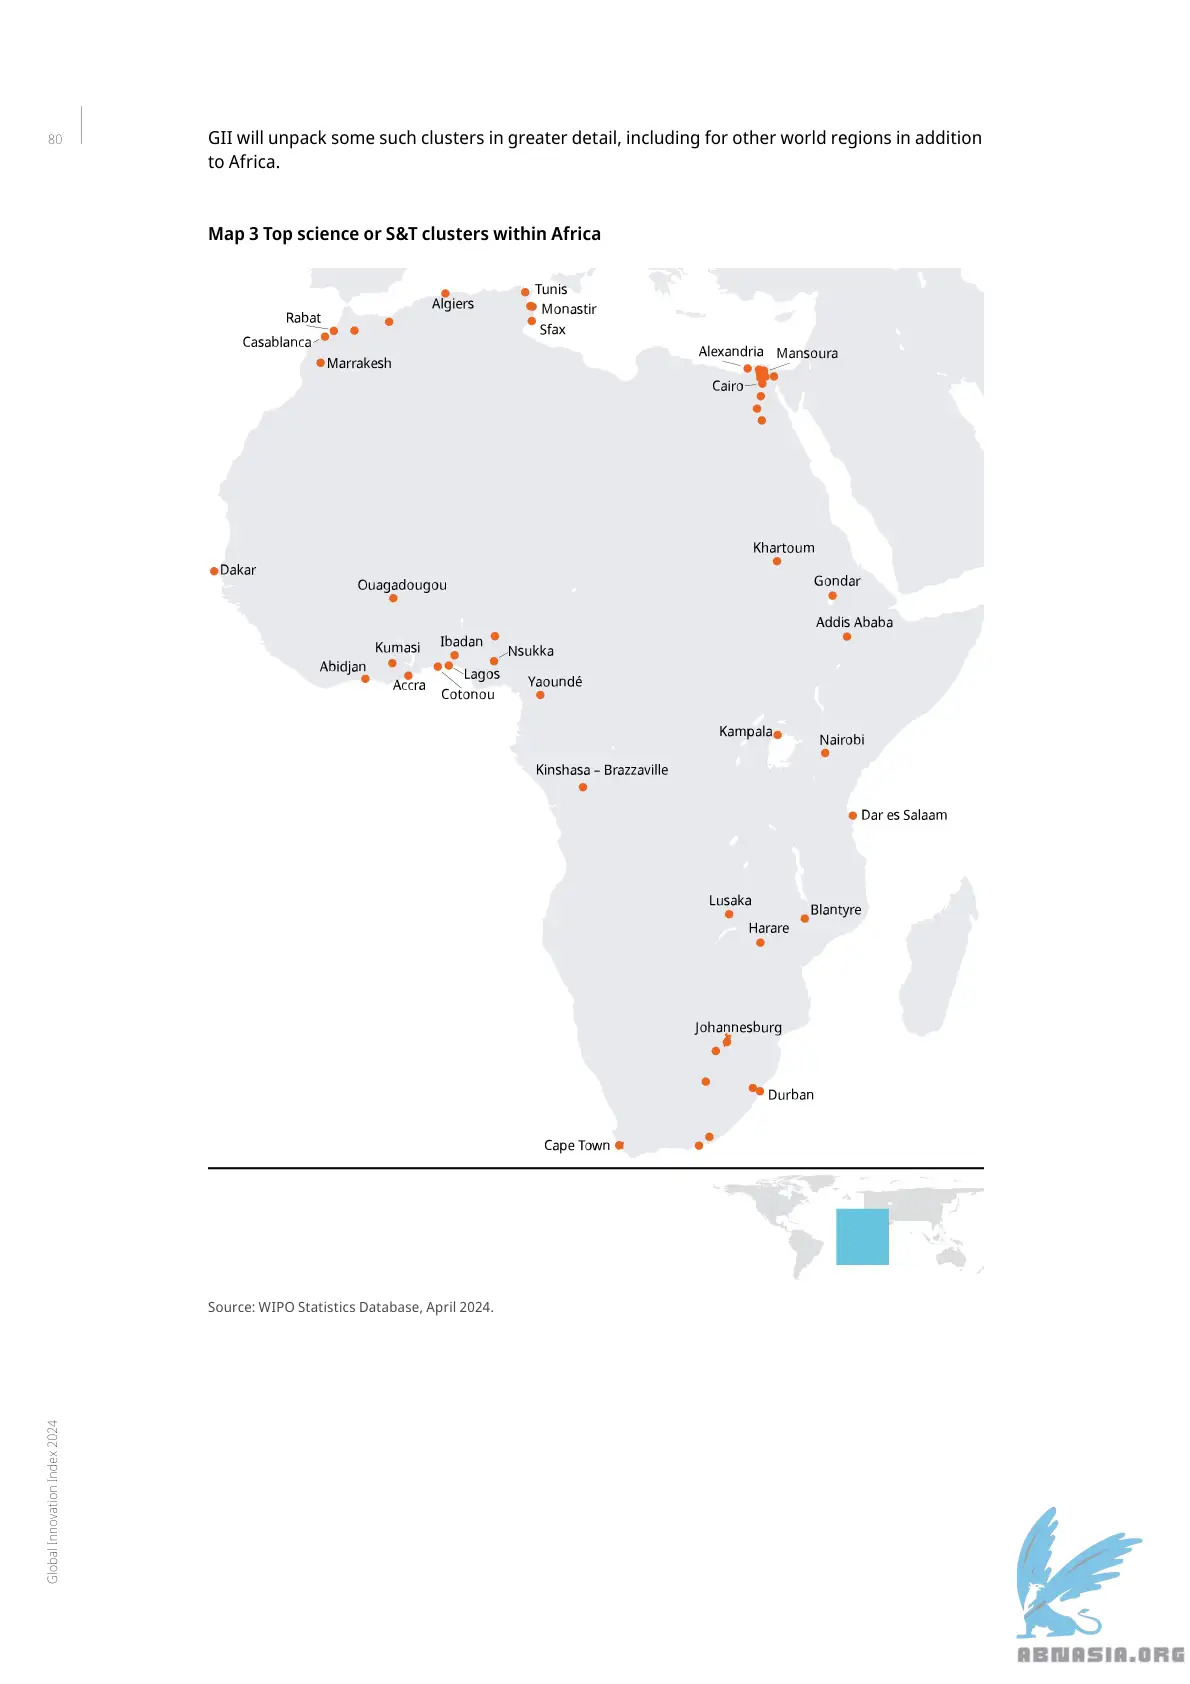 80
GII will unpack some such clusters in greater detail, including for other world regions in addition
to Africa.
Map 3 Top science or S&T clusters within Africa
Tunis
Algiers
Monastir
Rabat
Sfax
Casablanca
Alexandria
Mansoura
Marrakesh
Cairo
Khartoum
Dakar
Gondar
Ouagadougou
Addis Ababa
Ibadan
Kumasi
Nsukka
Abidjan
Lagos
Yaoundé
Accra
Cotonou
Kampala
Nairobi
Kinshasa – Brazzaville
Dar es Salaam
Lusaka
Blantyre
Harare
Johannesburg
Durban
Cape Town
Source: WIPO Statistics Database, April 2024.
Global Innovation Index 2024
ABNASIA.ORG